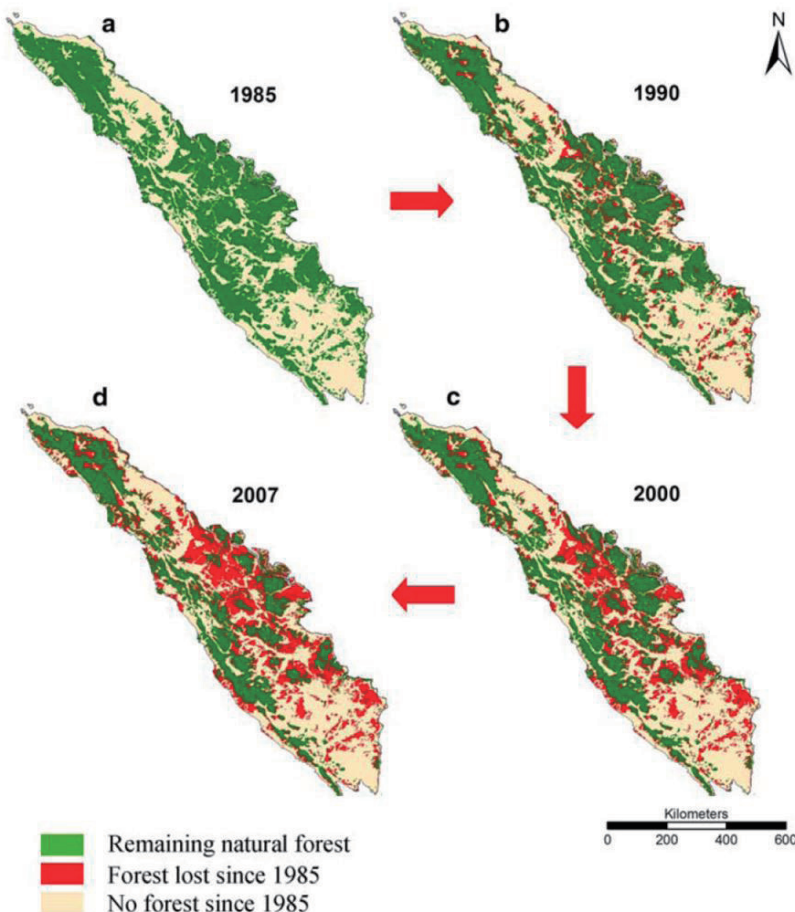 a
b
N
1985
1990
d
c
2007
2000
Kilometers
0 200 400 600
Remaining natural forest
Forest lost since 1985
No forest since 1985